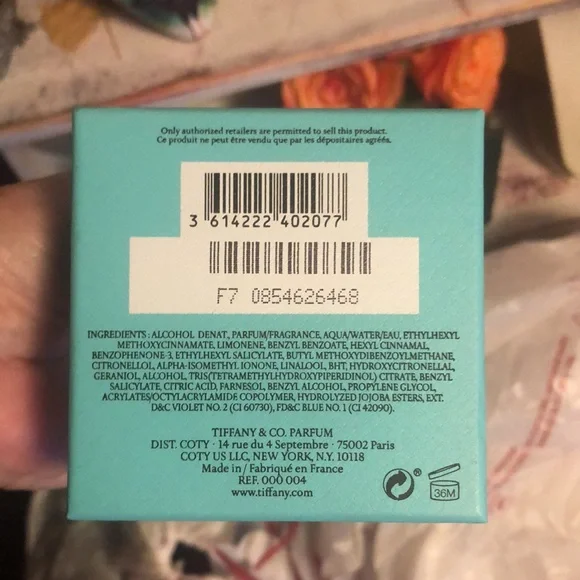 Only authorized retailers are permitted to sell this product.
Ce produit ne peut être vendu que par les dépositaires agréés.
3 614222 402077
F7 0854626468
INGREDIENTS : ALCOHOL DENAT., PARFUM/FRAGRANCE, AQUA/WATER/EAU, ETHYLHEXYL
METHOXYCINNAMATE, LIMONENE, BENZYL BENZOATE, HEXYL CINNAMAL,
BENZOPHENONE-3, ETHYLHEXYL SALICYLATE, BUTYL METHOXYDIBENZOYLMETHANE,
CITRONELLOL, ALPHA-ISOMETHYL IONONE, LINALOOL, BHT, HYDROXYCITRONELLAL,
GERANIOL, ALCOHOL, TRIS(TETRAMETHYLHYDROXYPIPERIDINOL) CITRATE, BENZYL
SALICYLATE, CITRIC ACID, FARNESOL, BENZYL ALCOHOL, PROPYLENE GLYCOL,
ACRYLATES/OCTYLACRYLAMIDE COPOLYMER, HYDROLYZED JOJOBA ESTERS, EXT.
D&C VIOLET NO. 2 (CI 60730), FD&C BLUE NO. 1 (CI 42090).
TIFFANY & CO. PARFUM
DIST. COTY · 14 rue du 4 Septembre · 75002 Paris
COTY US LLC, NEW YORK, N.Y. 10118
Made in / Fabriqué en France
REF. 000 004
www.tiffany.com
®
36M